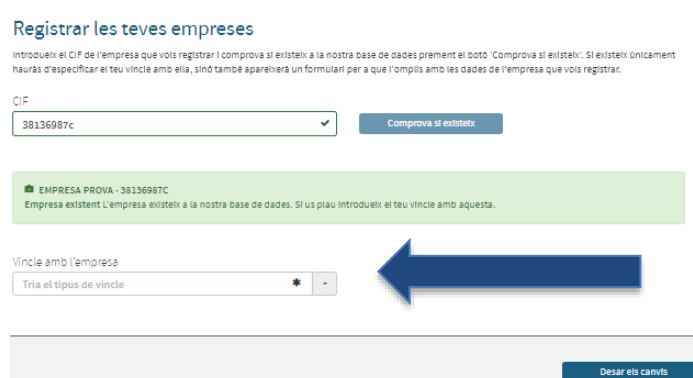 Registrar les teves empreses
Introdueix el CIF de l'empresa que vols registrar i comprova si existeix a la nostra base de dades prement el botó 'Comprova si existeix'. Si existeix únicament
hauràs d'especificar el teu vincle amb ella, sinó també apareixerà un formulari per a que l'omplis amb les dades de l'empresa que vols registrar.
CIF
38136987c
Comprova si existeix
EMPRESA PROVA - 38136987C
Empresa existent L'empresa existeix a la nostra base de dades. Si us plau introdueix el teu vincle amb aquesta.
Vincle amb l'empresa
Tria el tipus de vincle
Desar els canvis